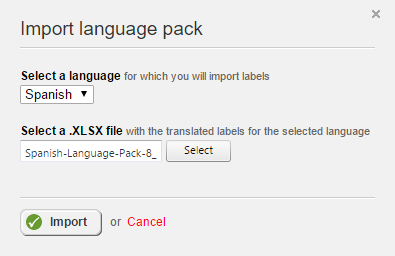 Import language pack
Select a language for which you will import labels
Spanish
Select a .XLSX file with the translated labels for the selected language
Spanish-Language-Pack-8_ Select
Import or Cancel